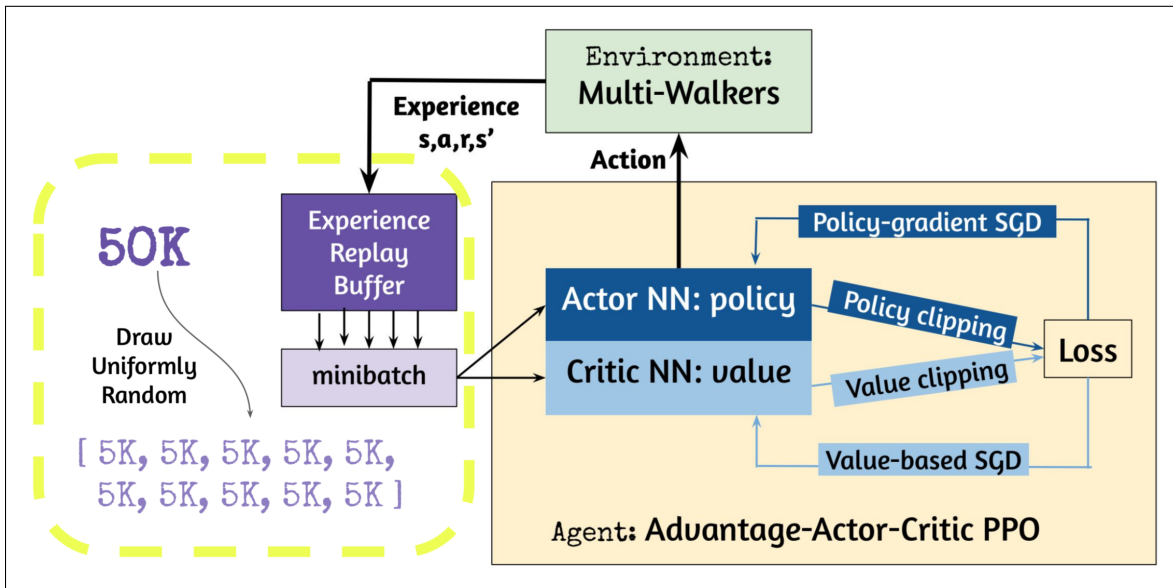 Environment:
Multi-Walkers
Experience
s,a,r,s’
Action
50K
Draw
Uniformly
Random
[ 5K, 5K, 5K, 5K, 5K,
5K, 5K, 5K, 5K, 5K ]
Experience
Replay
Buffer
minibatch
Policy-gradient SGD
Actor NN: policy
Policy clipping
Loss
Critic NN: value
Value clipping
Value-based SGD
Agent: Advantage-Actor-Critic PPO